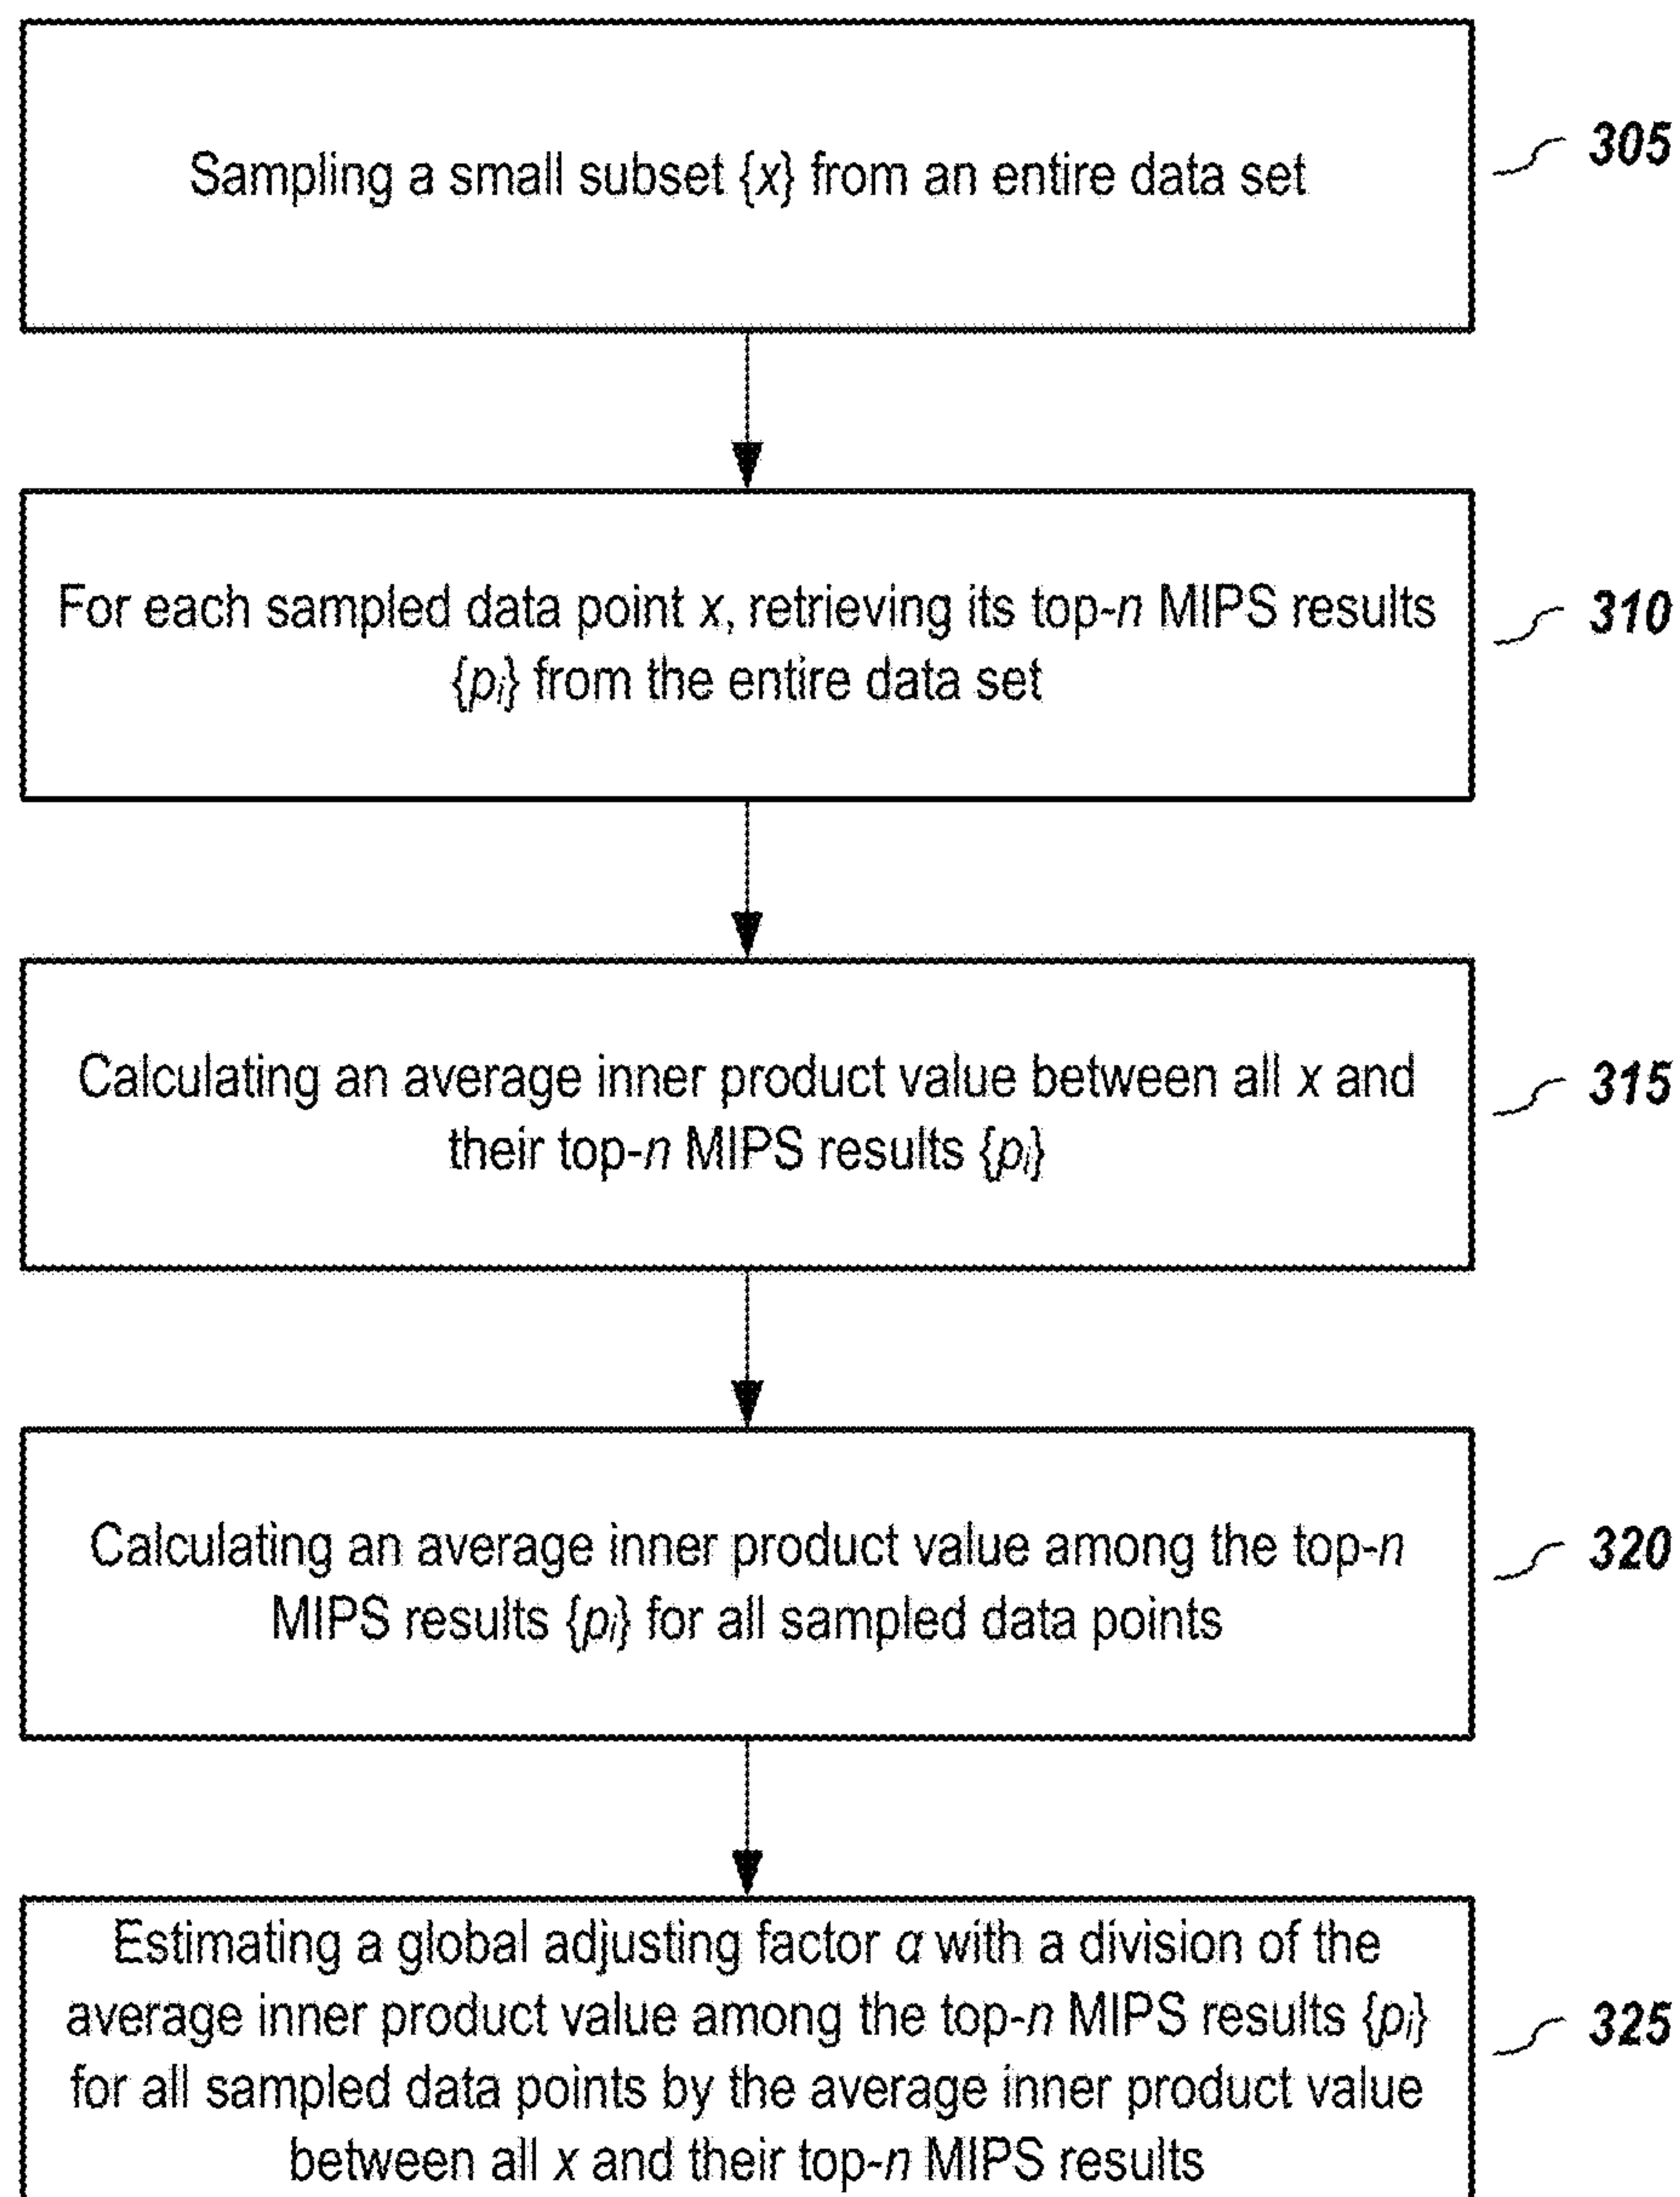 Sampling a small subset {x} from an entire data set
305
For each sampled data point x, retrieving its top-n MIPS results
{pi} from the entire data set
310
Calculating an average inner product value between all x and
their top-n MIPS results {pi}
315
Calculating an average inner product value among the top-n
MIPS results {pi} for all sampled data points
320
Estimating a global adjusting factor α with a division of the
average inner product value among the top-n MIPS results {pi}
for all sampled data points by the average inner product value
between all x and their top-n MIPS results
325